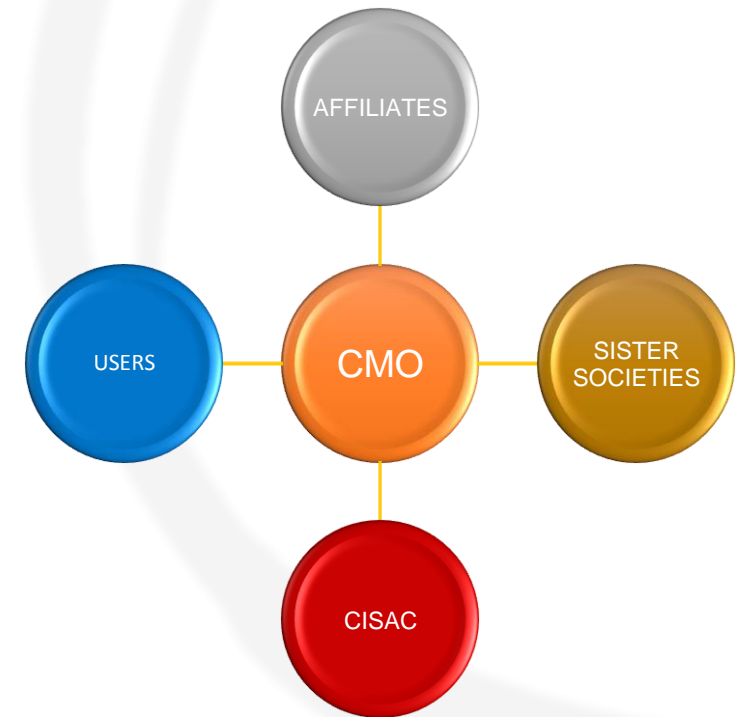 AFFILIATES
USERS
CMO
SISTER
SOCIETIES
CISAC